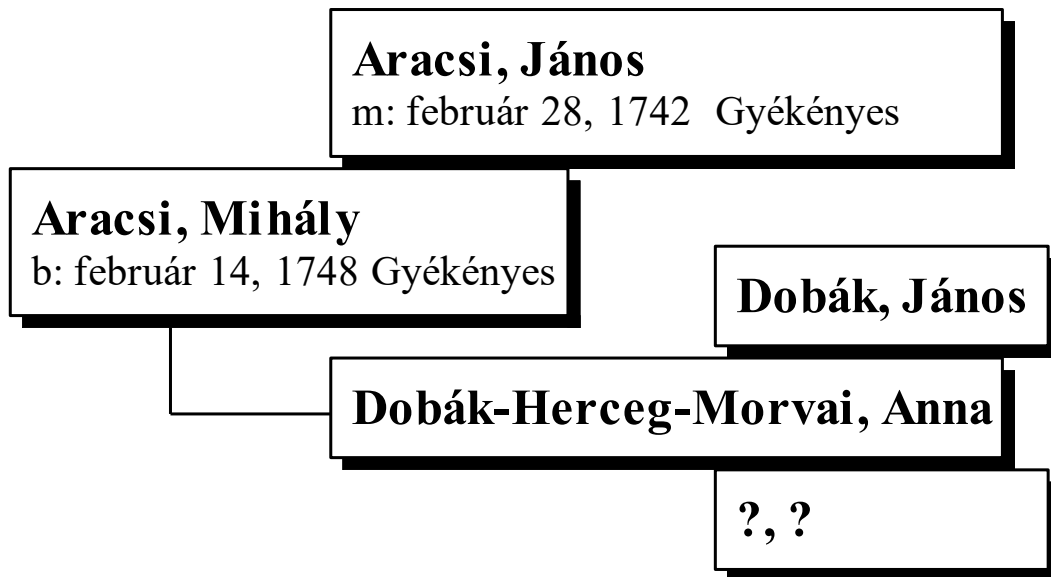 Aracsi, János
m: február 28, 1742 Gyékényes
Aracsi, Mihály
b: február 14, 1748 Gyékényes
Dobák, János
Dobák-Herceg-Morvai, Anna
?, ?